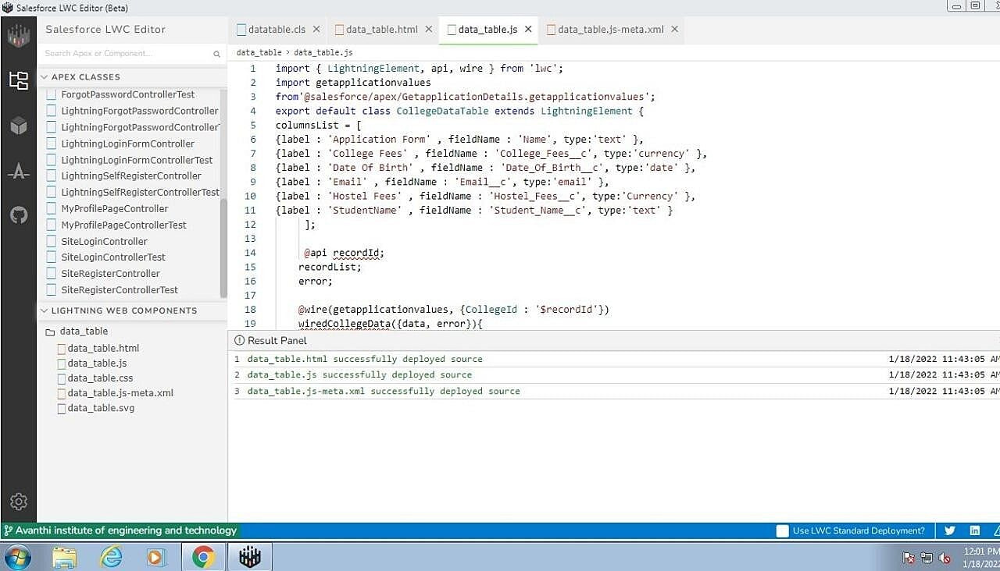 Salesforce LWC Editor (Beta)
Salesforce LWC Editor
Search Apex or Component...
APEX CLASSES
ForgotPasswordControllerTest
LightningForgotPasswordController
LightningForgotPasswordController
LightningLoginFormController
LightningLoginFormControllerTest
LightningSelfRegisterController
LightningSelfRegisterControllerTest
MyProfilePageController
MyProfilePageControllerTest
SiteLoginController
SiteLoginControllerTest
SiteRegisterController
SiteRegisterControllerTest
LIGHTNING WEB COMPONENTS
data_table
data_table.html
data_table.js
data_table.css
data_table.js-meta.xml
data_table.svg
datatable.cls
data_table.html
data_table.js
data_table.js-meta.xml
data_table > data_table.js
1 import { LightningElement, api, wire } from 'lwc';
2 import getapplicationvalues
3 from'@salesforce/apex/GetapplicationDetails.getapplicationvalues';
4 export default class CollegeDataTable extends LightningElement {
5 columnsList = [
6 {label : 'Application Form' , fieldName : 'Name', type:'text' },
7 {label : 'College Fees' , fieldName : 'College_Fees__c', type:'currency' },
8 {label : 'Date Of Birth' , fieldName : 'Date_Of_Birth__c', type:'date' },
9 {label : 'Email' , fieldName : 'Email__c', type:'email' },
10 {label : 'Hostel Fees' , fieldName : 'Hostel_Fees__c', type:'Currency' },
11 {label : 'StudentName' , fieldName : 'Student_Name__c', type:'text' }
12 ];
13
14 @api recordId;
15 recordList;
16 error;
17
18 @wire(getapplicationvalues, {CollegeId : '$recordId'})
19 wiredCollegeData({data, error}){
Result Panel
1 data_table.html successfully deployed source 1/18/2022 11:43:05 AM
2 data_table.js successfully deployed source 1/18/2022 11:43:05 AM
3 data_table.js-meta.xml successfully deployed source 1/18/2022 11:43:05 AM
Avanthi institute of engineering and technology
Use LWC Standard Deployment?
12:01 PM
1/18/2022